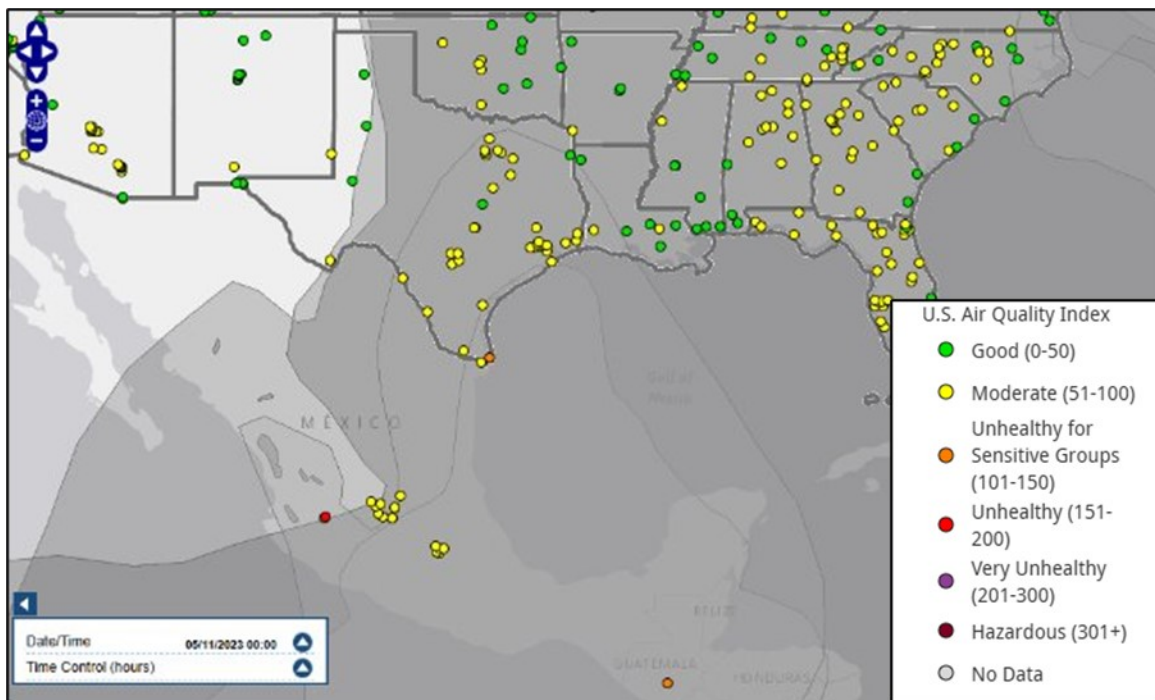 Gulf of
Mexico
MÉXICO
BELIZE
GUATEMALA
HONDURAS
U.S. Air Quality Index
Good (0-50)
Moderate (51-100)
Unhealthy for
Sensitive Groups
(101-150)
Unhealthy (151-
200)
Very Unhealthy
(201-300)
Hazardous (301+)
No Data
Date/Time 05/11/2023 00:00
Time Control (hours)